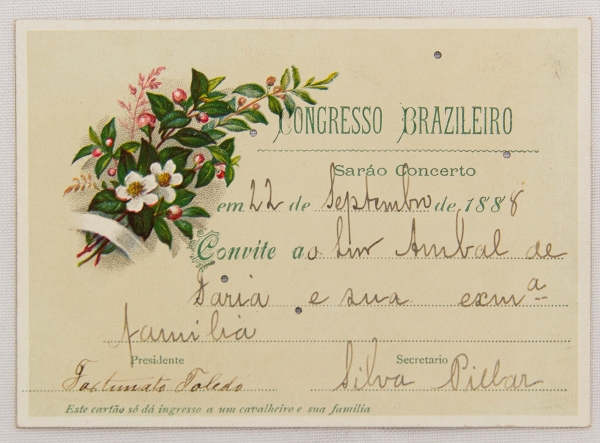 CONGRESSO BRAZILEIRO
Saráo Concerto
em 22 de Septembro de 1888
Convite ao Snr Anibal de
Faria e sua exmª
familia
Presidente Secretario
Fortunato Toledo Silva Pillar
Este cartão só dá ingresso a um cavalheiro e sua familia